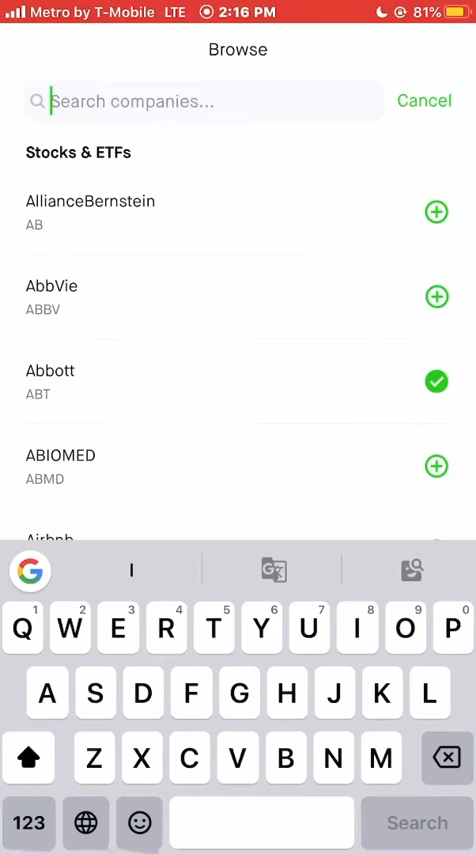 Metro by T-Mobile LTE 2:16 PM 81%
Browse
Search companies... Cancel
Stocks & ETFs
AllianceBernstein
AB
AbbVie
ABBV
Abbott
ABT
ABIOMED
ABMD
Airbnb
I
1 2 3 4 5 6 7 8 9 0
Q W E R T Y U I O P
A S D F G H J K L
Z X C V B N M
123 Search